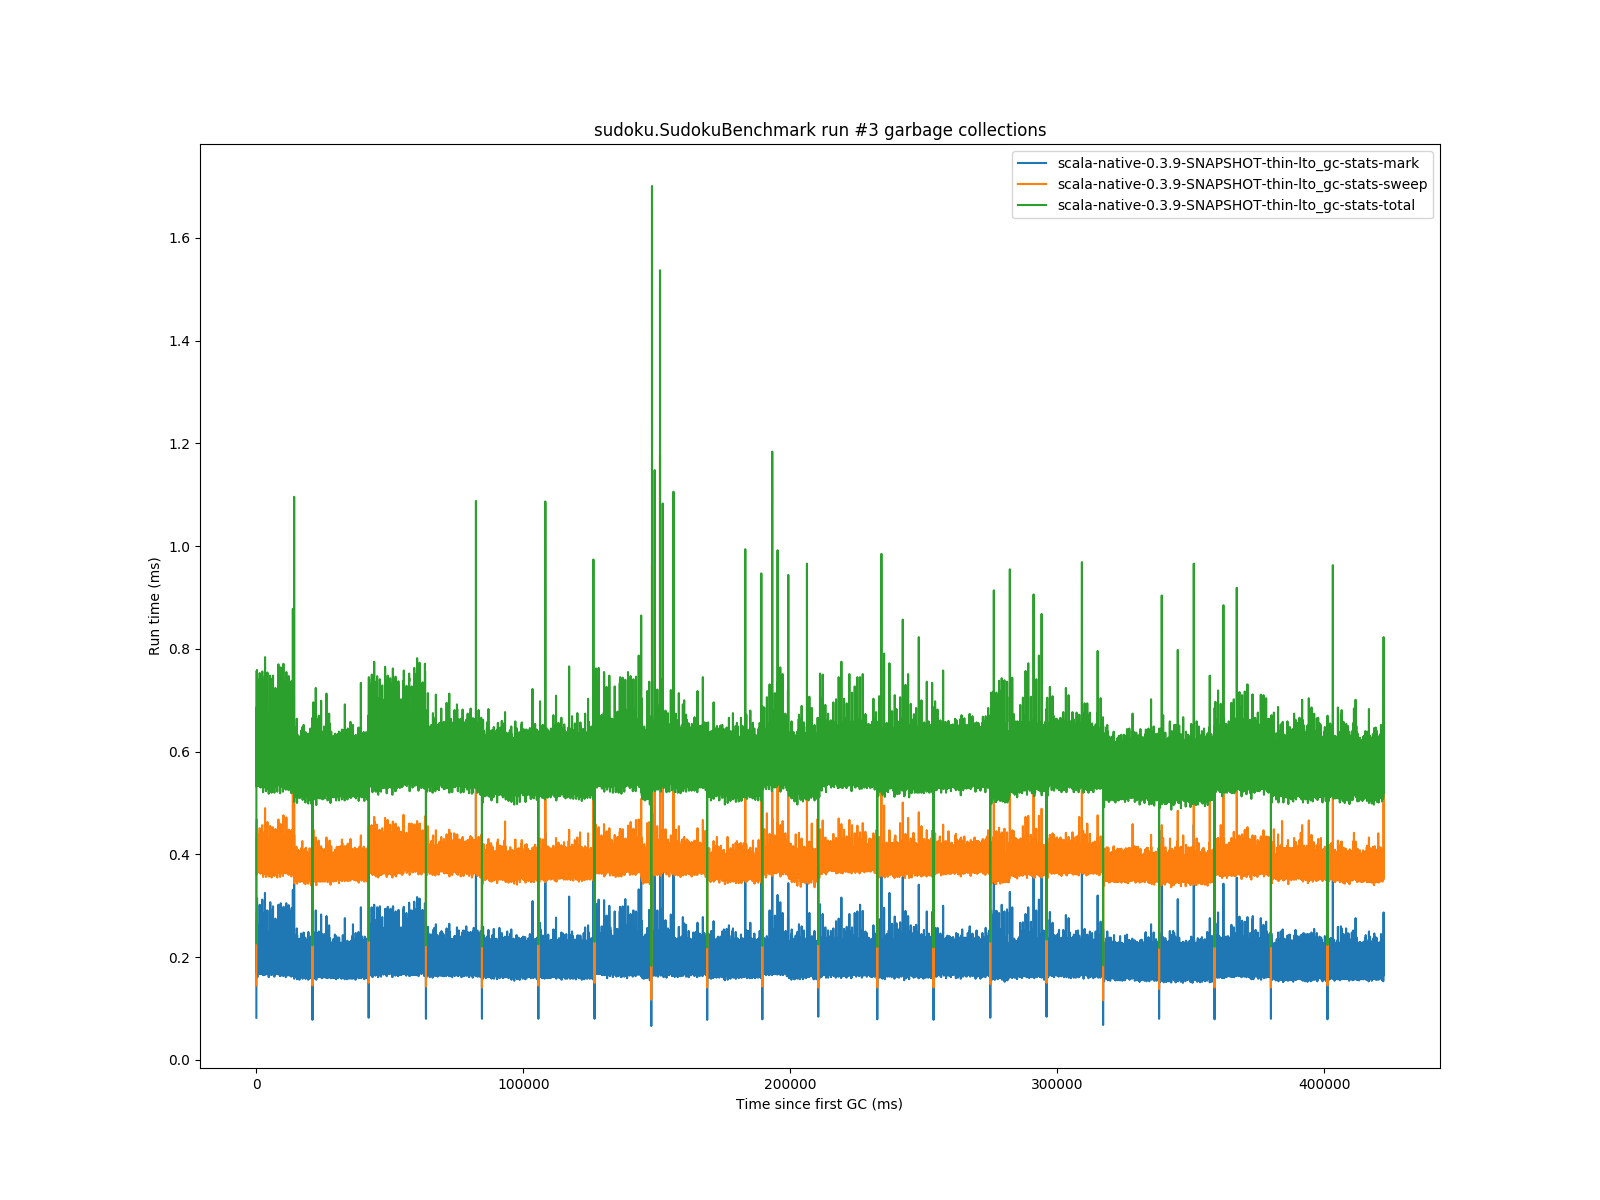 sudoku.SudokuBenchmark run #3 garbage collections
scala-native-0.3.9-SNAPSHOT-thin-lto_gc-stats-mark
scala-native-0.3.9-SNAPSHOT-thin-lto_gc-stats-sweep
scala-native-0.3.9-SNAPSHOT-thin-lto_gc-stats-total
1.6
1.4
1.2
1.0
0.8
0.6
0.4
0.2
0.0
Run time (ms)
0 100000 200000 300000 400000
Time since first GC (ms)